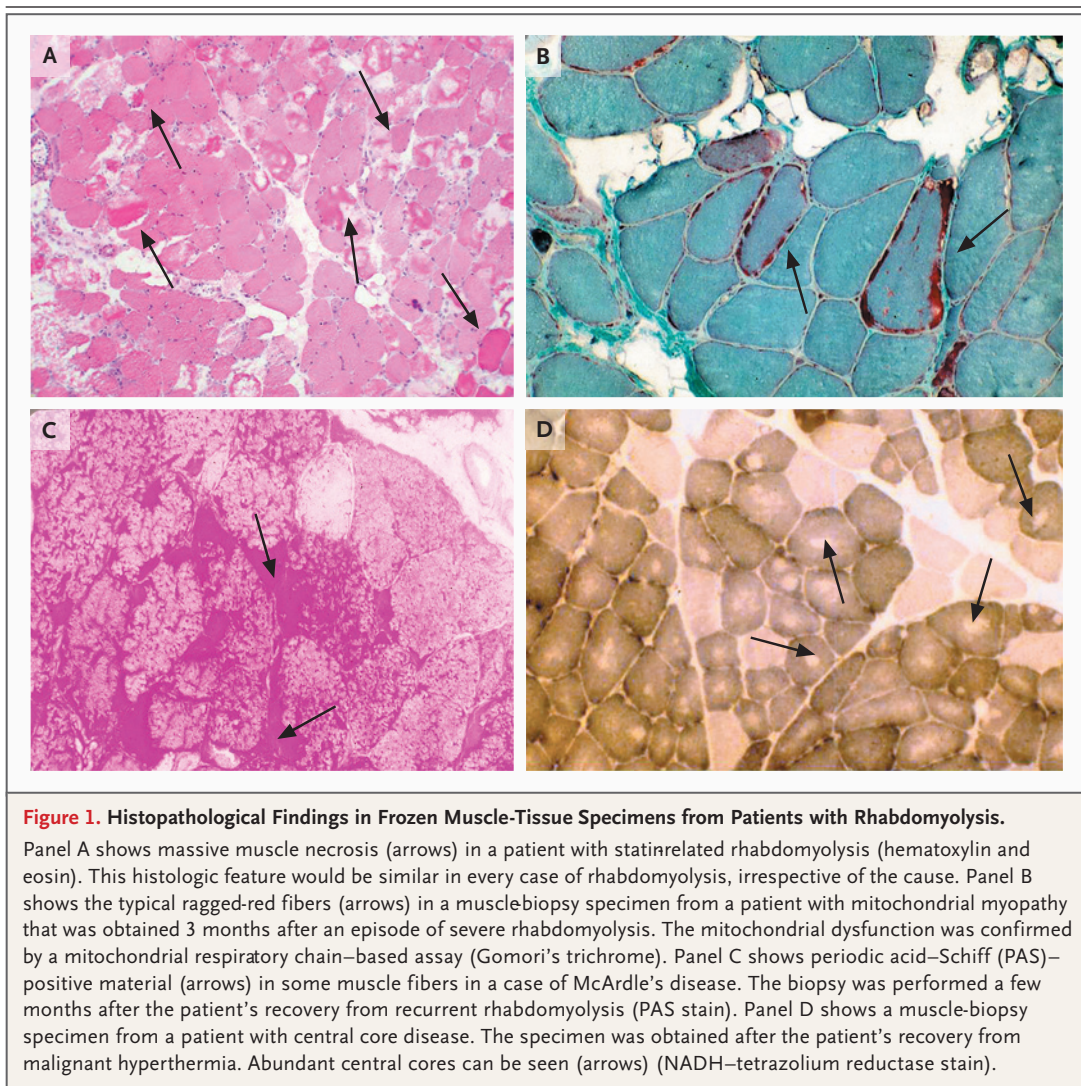 A
B
C
D
Figure 1. Histopathological Findings in Frozen Muscle-Tissue Specimens from Patients with Rhabdomyolysis.
Panel A shows massive muscle necrosis (arrows) in a patient with statinrelated rhabdomyolysis (hematoxylin and
eosin). This histologic feature would be similar in every case of rhabdomyolysis, irrespective of the cause. Panel B
shows the typical ragged-red fibers (arrows) in a muscle-biopsy specimen from a patient with mitochondrial myopathy
that was obtained 3 months after an episode of severe rhabdomyolysis. The mitochondrial dysfunction was confirmed
by a mitochondrial respiratory chain–based assay (Gomori's trichrome). Panel C shows periodic acid–Schiff (PAS)–
positive material (arrows) in some muscle fibers in a case of McArdle's disease. The biopsy was performed a few
months after the patient's recovery from recurrent rhabdomyolysis (PAS stain). Panel D shows a muscle-biopsy
specimen from a patient with central core disease. The specimen was obtained after the patient's recovery from
malignant hyperthermia. Abundant central cores can be seen (arrows) (NADH–tetrazolium reductase stain).